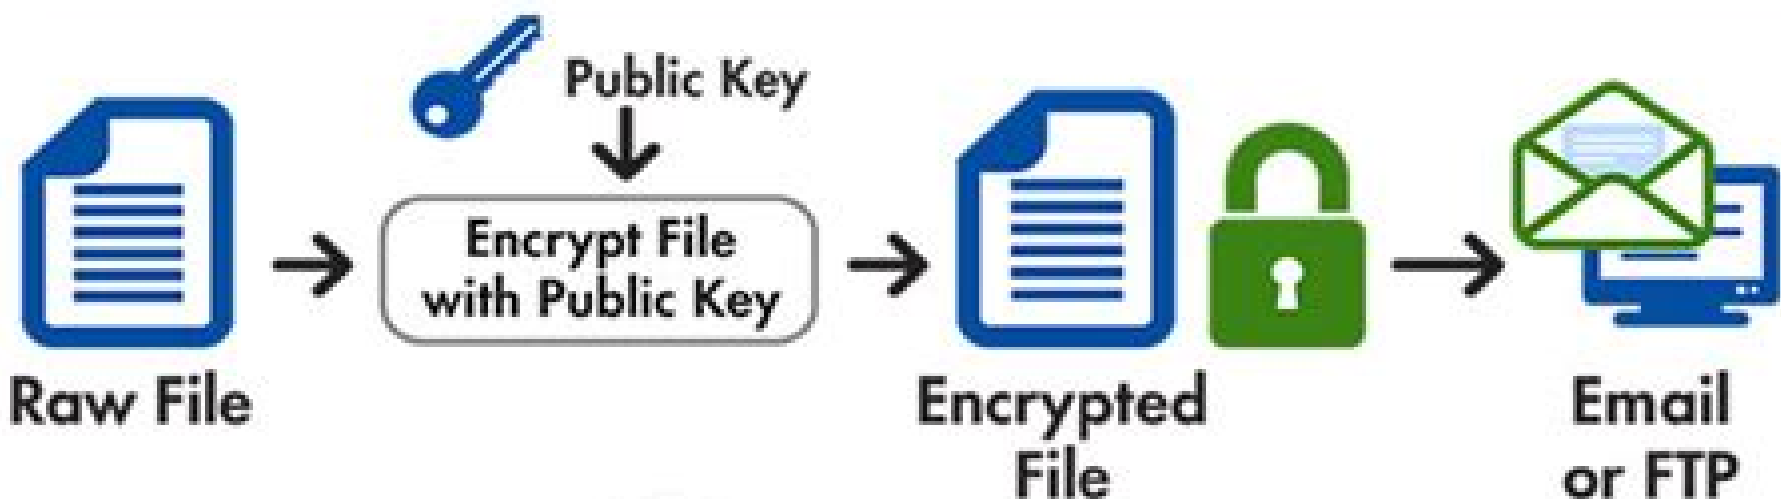 Public Key
Encrypt File
with Public Key
Raw File
Encrypted
File
Email
or FTP